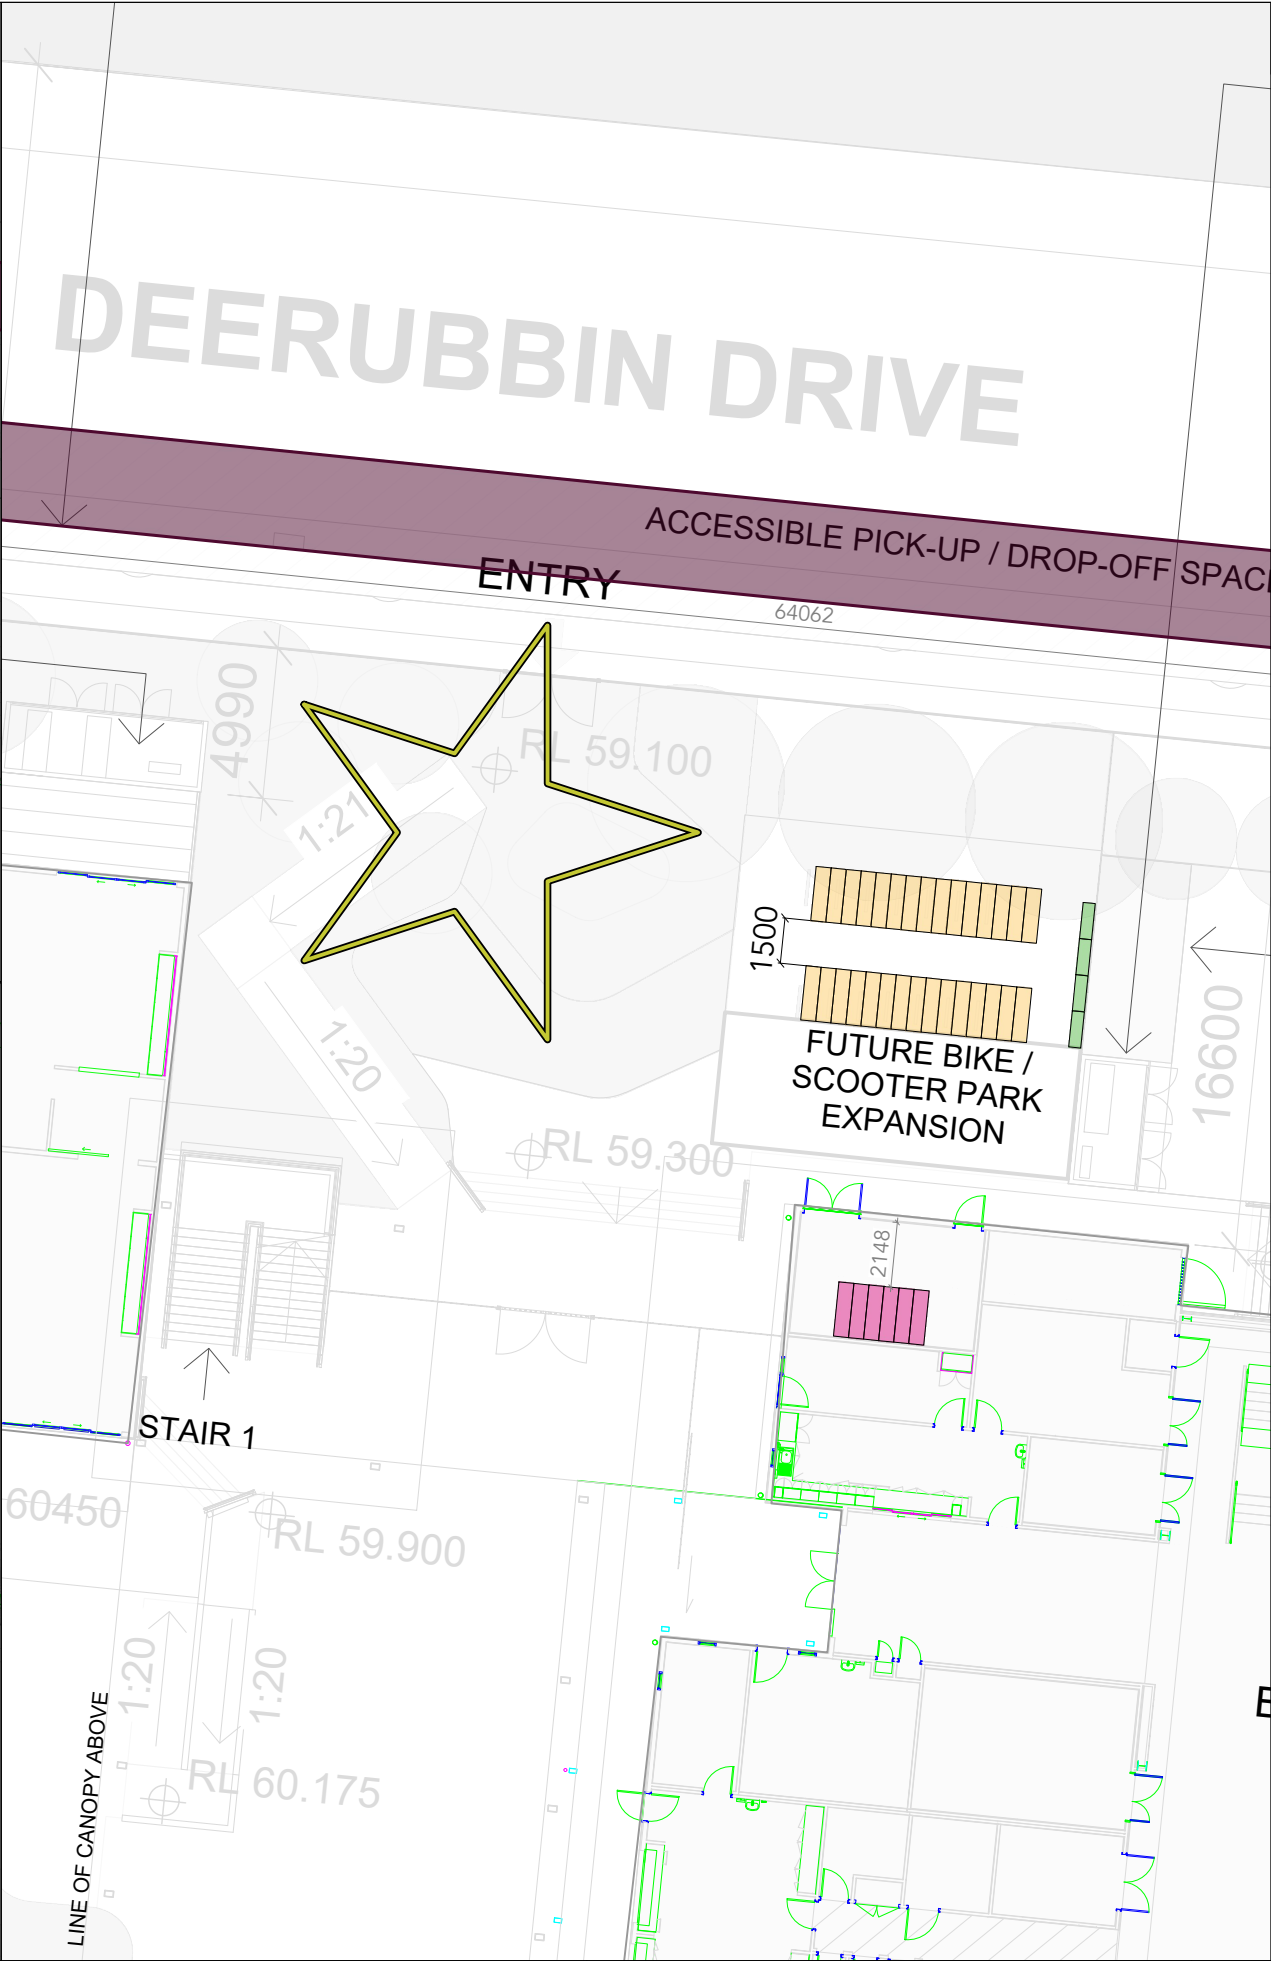 DEERUBBIN DRIVE
ACCESSIBLE PICK-UP / DROP-OFF
ENTRY
64062
4990
RL 59.100
1:21
1500
1:20
FUTURE BIKE /
SCOOTER PARK
EXPANSION
16600
RL 59.300
2148
STAIR 1
60450
RL 59.900
1:20
1:20
RL 60.175
LINE OF CANOPY ABOVE